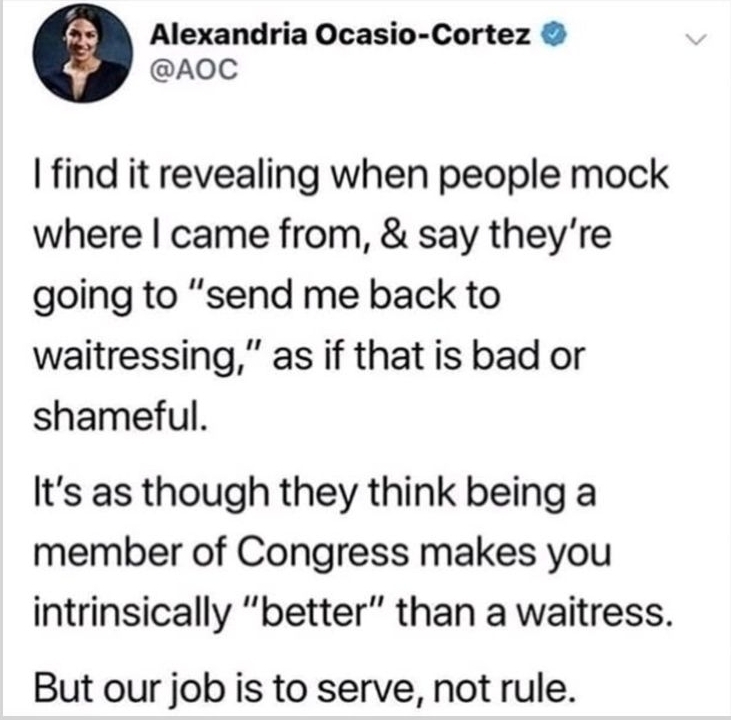 Alexandria Ocasio-Cortez
@AOC
I find it revealing when people mock
where I came from, & say they're
going to "send me back to
waitressing," as if that is bad or
shameful.
It's as though they think being a
member of Congress makes you
intrinsically "better" than a waitress.
But our job is to serve, not rule.